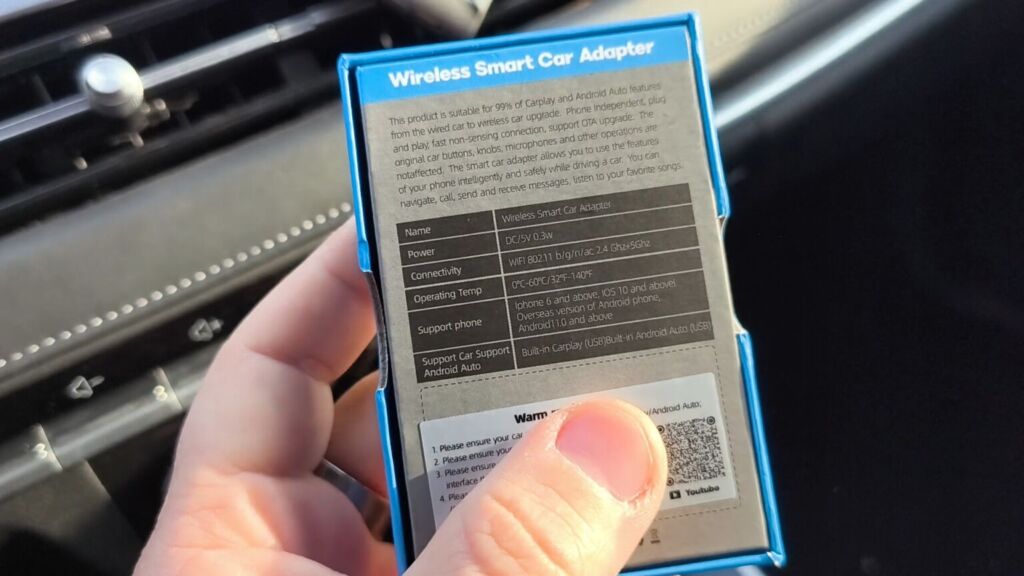 Wireless Smart Car Adapter
This product is suitable for 99% of Carplay and Android Auto features
from the wired car to wireless car upgrade. Phone independent, plug
and play, fast non-sensing connection, support OTA upgrade. The
original car buttons, knobs, microphones and other operations are
notaffected. The smart car adapter allows you to use the features
of your phone intelligently and safely while driving a car. You can
navigate, call, send and receive messages, listen to your favorite songs.
Name Wireless Smart Car Adapter
Power DC/5V 0.3w
Connectivity WIFI 80211 b/g/n/ac 2.4 Ghz+5Ghz
Operating Temp 0℃-60℃/32℉-140℉
Support phone Iphone 6 and above, IOS 10 and above)
Overseas version of Android phone,
Android11.0 and above
Support Car Support
Android Auto Built-in Carplay (USB)Built-in Android Auto (USB)
Warm
1. Please ensure your car /Android Auto;
2. Please ensure your
3. Please ensure
interface
4.
Youtube